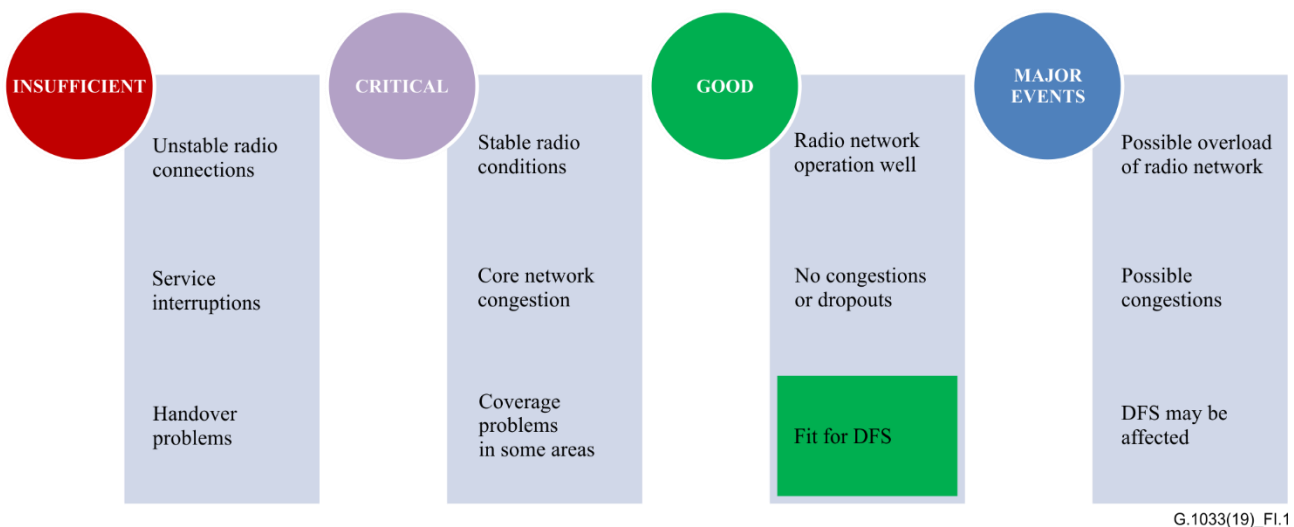 INSUFFICIENT
Unstable radio
connections
Service
interruptions
Handover
problems
CRITICAL
Stable radio
conditions
Core network
congestion
Coverage
problems
in some areas
GOOD
Radio network
operation well
No congestions
or dropouts
Fit for DFS
MAJOR
EVENTS
Possible overload
of radio network
Possible
congestions
DFS may be
affected
G.1033(19)_FI.1